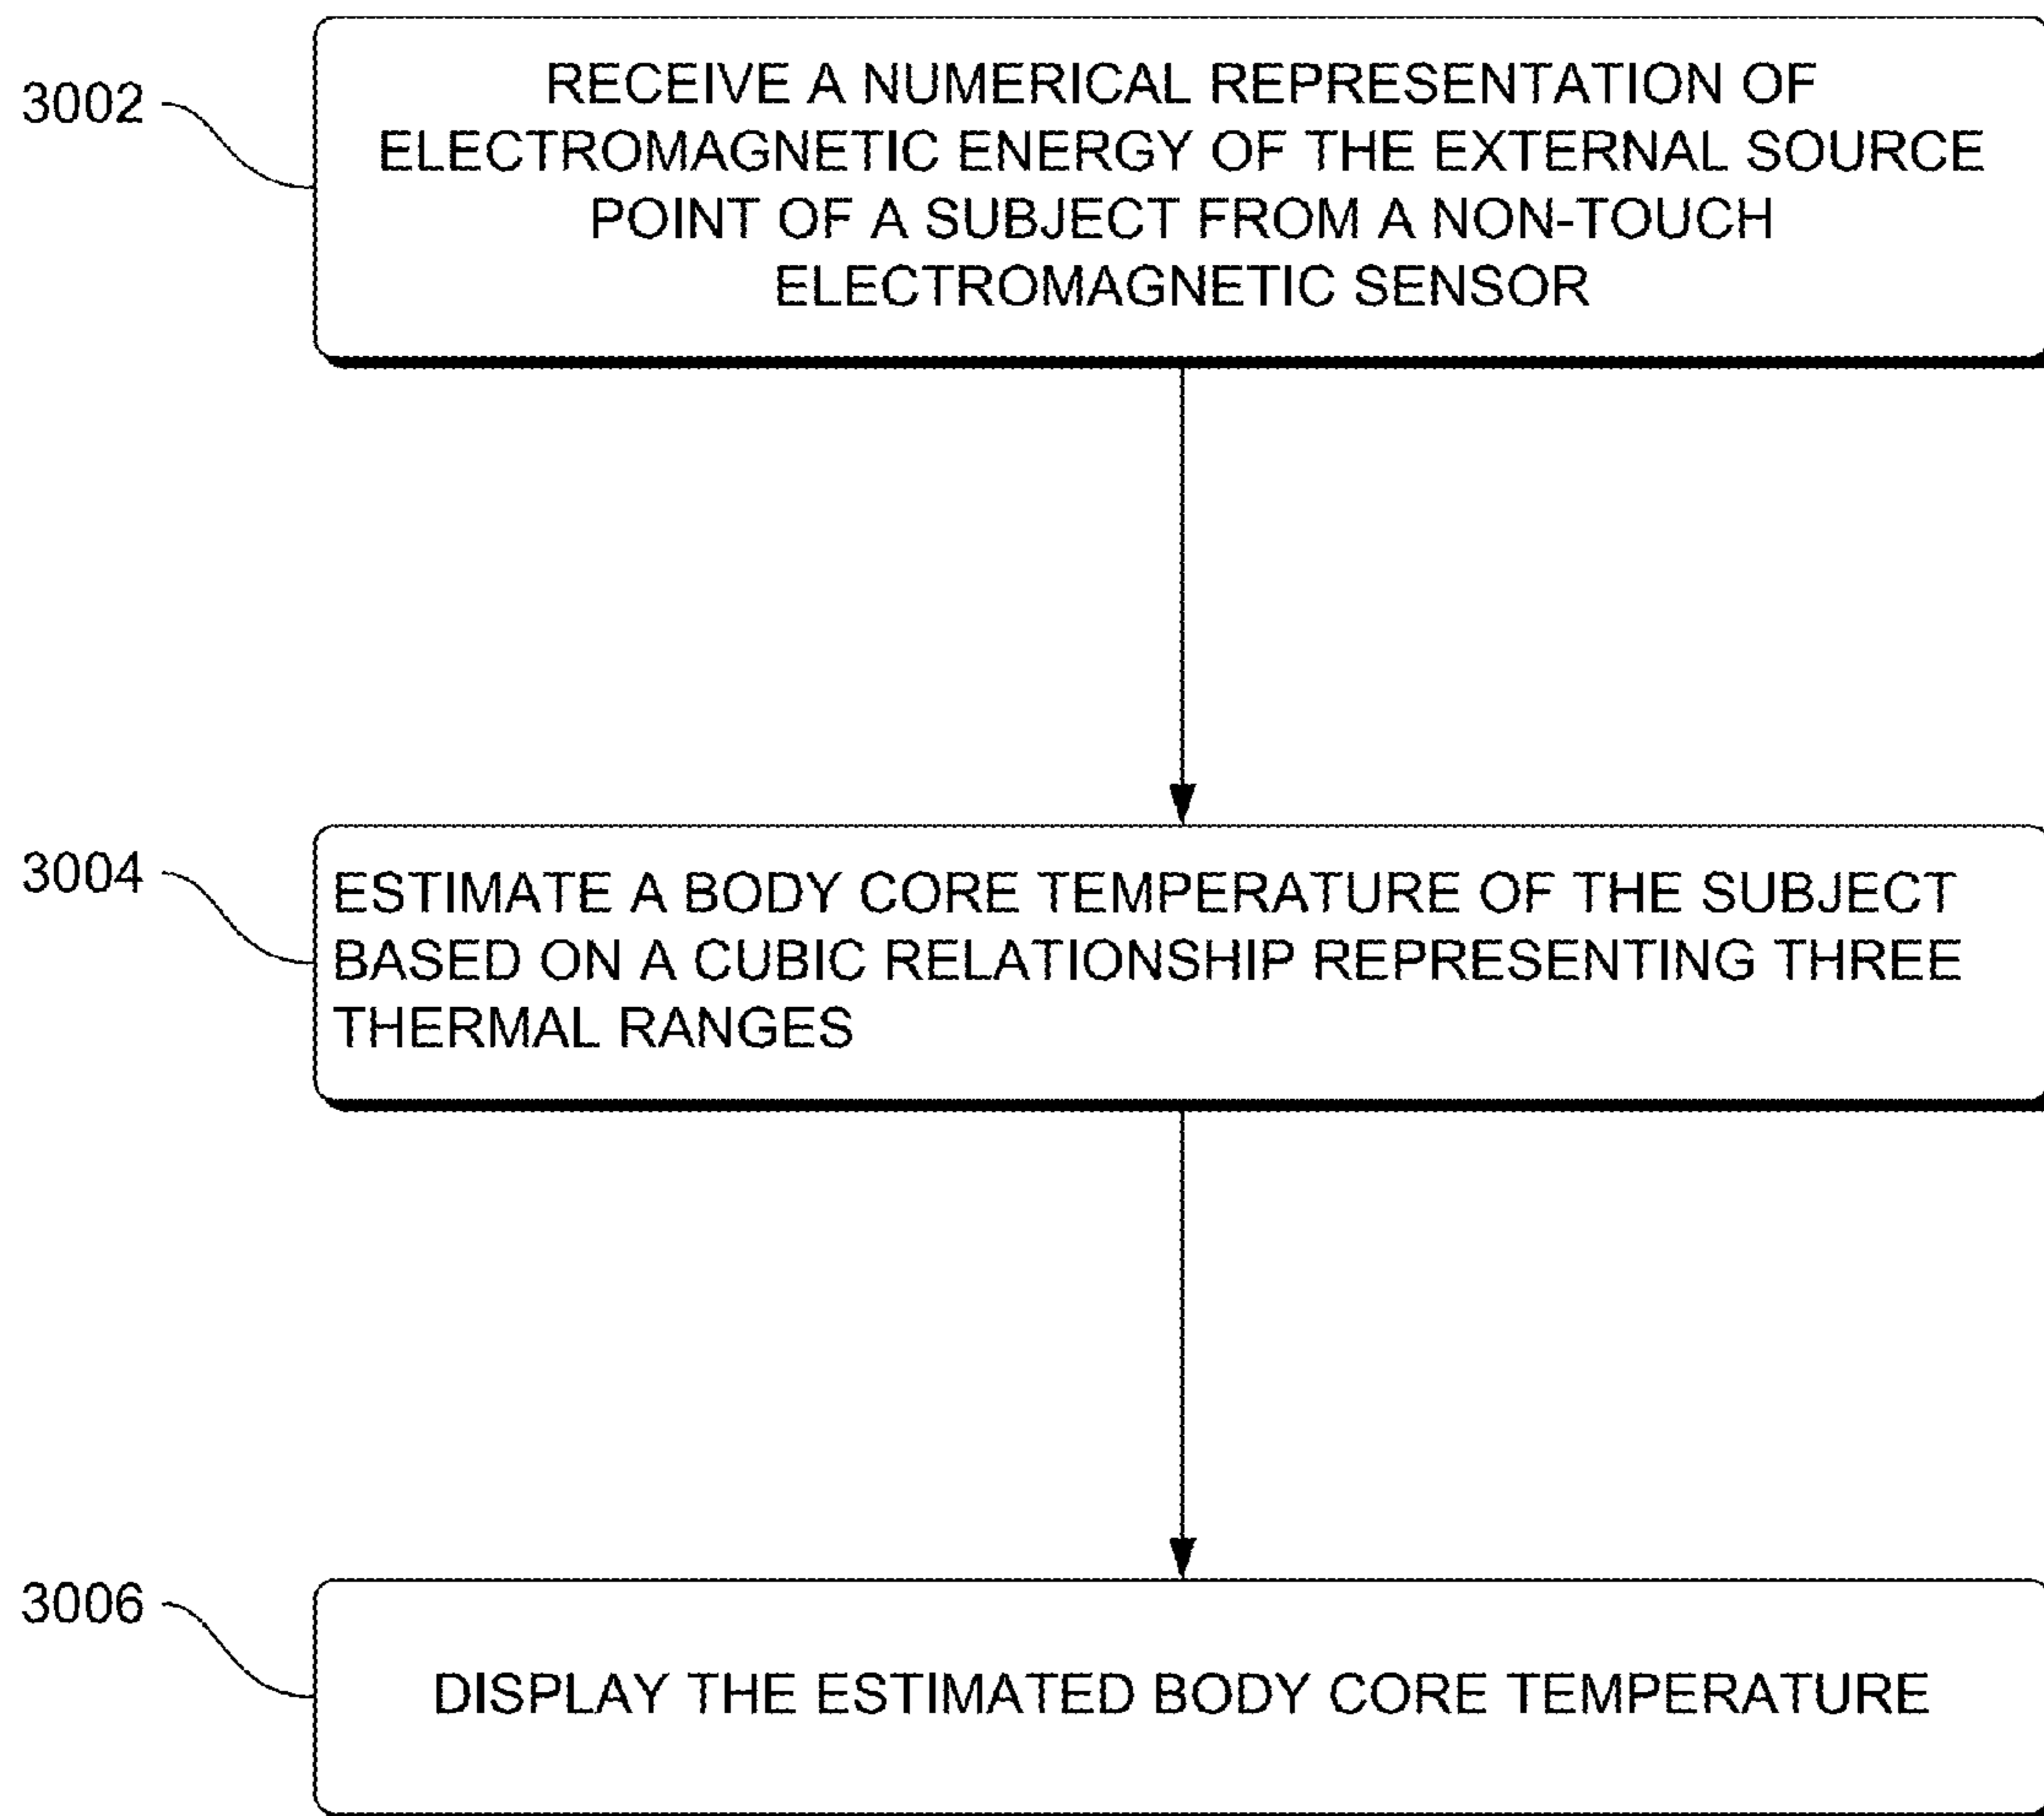 3002
RECEIVE A NUMERICAL REPRESENTATION OF
ELECTROMAGNETIC ENERGY OF THE EXTERNAL SOURCE
POINT OF A SUBJECT FROM A NON-TOUCH
ELECTROMAGNETIC SENSOR
3004
ESTIMATE A BODY CORE TEMPERATURE OF THE SUBJECT
BASED ON A CUBIC RELATIONSHIP REPRESENTING THREE
THERMAL RANGES
3006
DISPLAY THE ESTIMATED BODY CORE TEMPERATURE